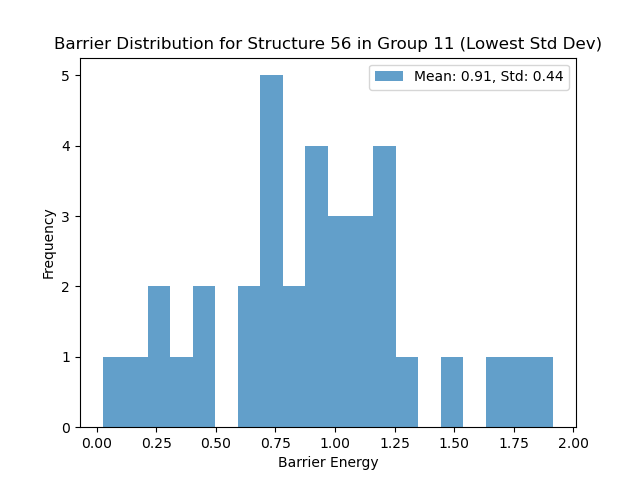 Barrier Distribution for Structure 56 in Group 11 (Lowest Std Dev)
Mean: 0.91, Std: 0.44
5
4
3
2
1
0
Frequency
0.00 0.25 0.50 0.75 1.00 1.25 1.50 1.75 2.00
Barrier Energy